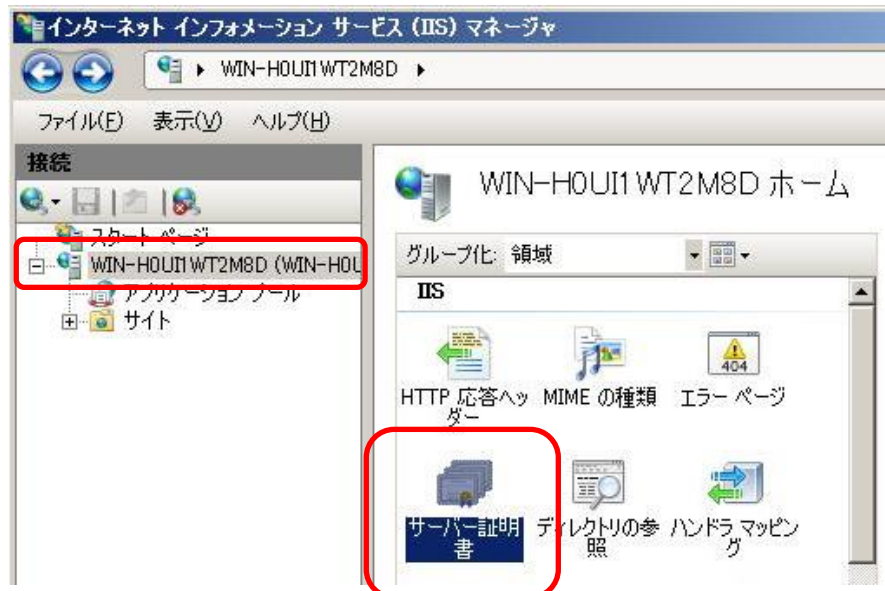 インターネット インフォメーション サービス (IIS) マネージャ
WIN-H0UI1WT2M8D
ファイル(F) 表示(V) ヘルプ(H)
接続
スタート ページ
WIN-H0UI1WT2M8D (WIN-H0U
アプリケーション プール
サイト
WIN-H0UI1WT2M8D ホーム
グループ化: 領域
IIS
HTTP 応答ヘッ
ダー
MIME の種類
エラー ページ
404
サーバー証明
書
ディレクトリの参
照
ハンドラ マッピン
グ